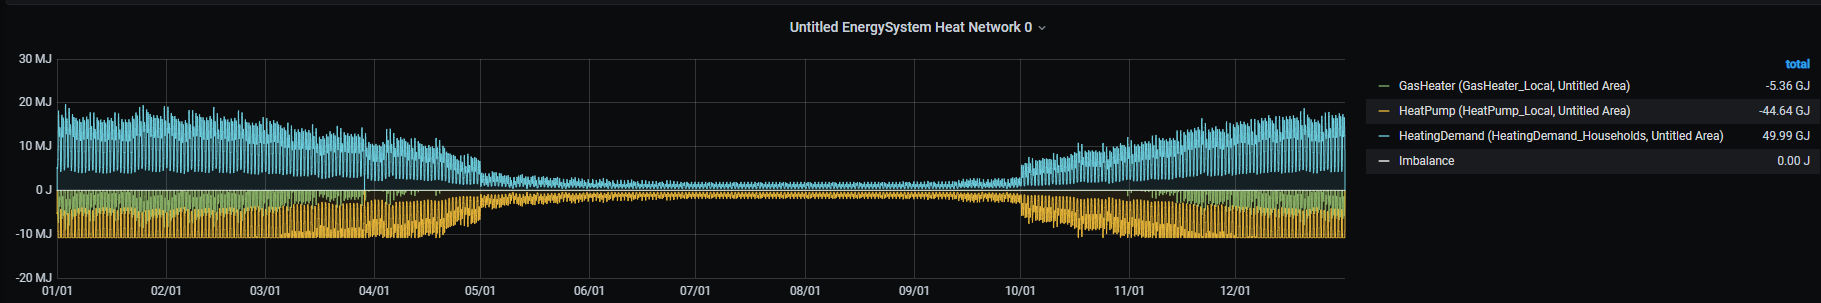 Untitled EnergySystem Heat Network 0
30 MJ
20 MJ
10 MJ
0 J
-10 MJ
-20 MJ
01/01 02/01 03/01 04/01 05/01 06/01 07/01 08/01 09/01 10/01 11/01 12/01
total
GasHeater (GasHeater_Local, Untitled Area) -5.36 GJ
HeatPump (HeatPump_Local, Untitled Area) -44.64 GJ
HeatingDemand (HeatingDemand_Households, Untitled Area) 49.99 GJ
Imbalance 0.00 J